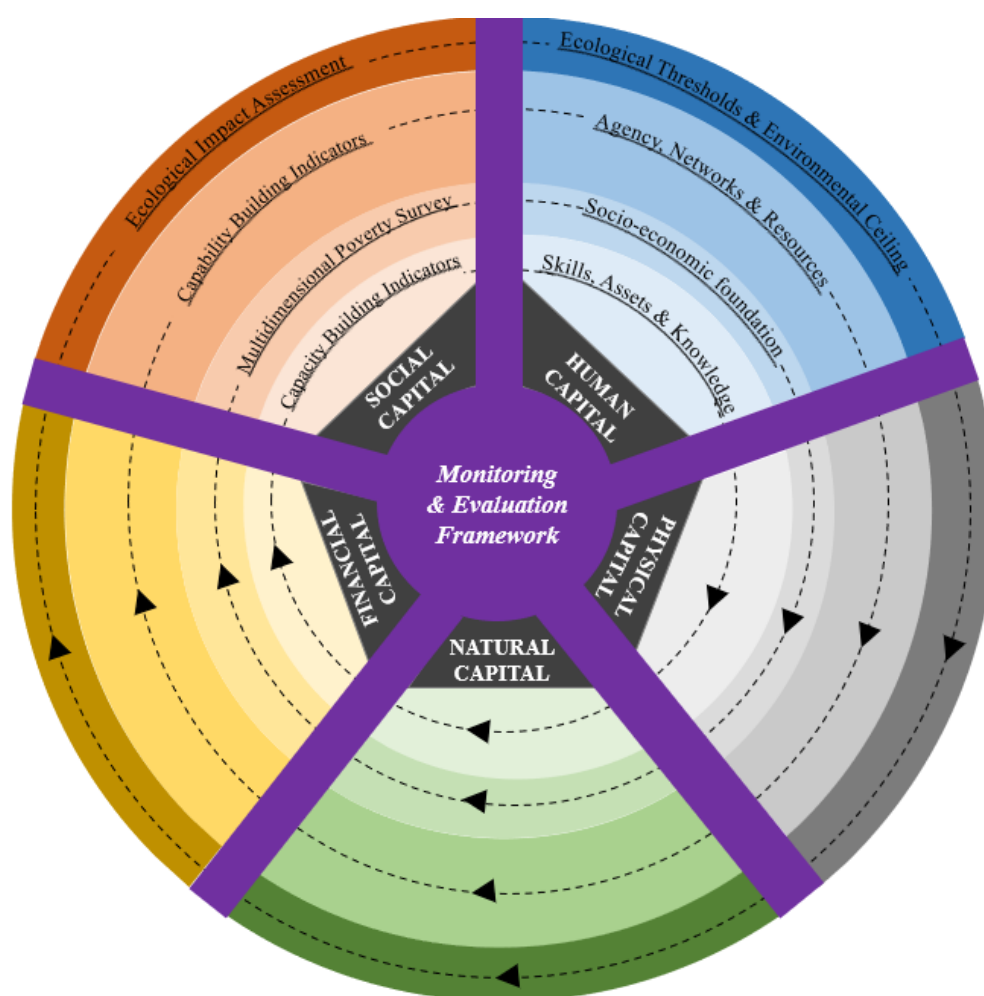 Ecological Impact Assessment
Capability Building Indicators
Multidimensional Poverty Survey
Capacity Building Indicators
Ecological Thresholds & Environmental Ceiling
Agency, Networks & Resources
Socio-economic foundation
Skills, Assets & Knowledge
SOCIAL
CAPITAL
HUMAN
CAPITAL
Monitoring
& Evaluation
Framework
FINANCIAL
CAPITAL
PHYSICAL
CAPITAL
NATURAL
CAPITAL